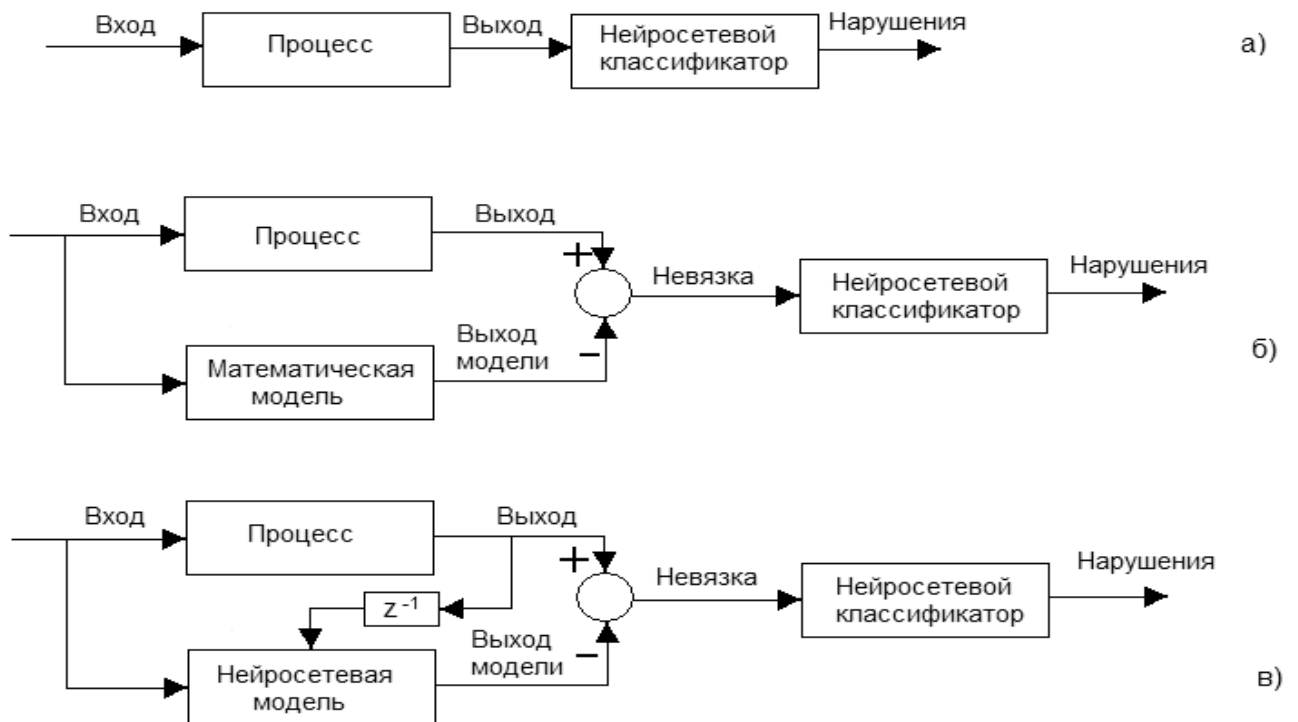 Вход
Процесс
Выход
Нейросетевой
классификатор
Нарушения
а)
Вход
Процесс
Выход
+
Невязка
Нейросетевой
классификатор
Нарушения
Математическая
модель
Выход
модели
−
б)
Вход
Процесс
Выход
+
Невязка
Нейросетевой
классификатор
Нарушения
z⁻¹
Нейросетевая
модель
Выход
модели
−
в)